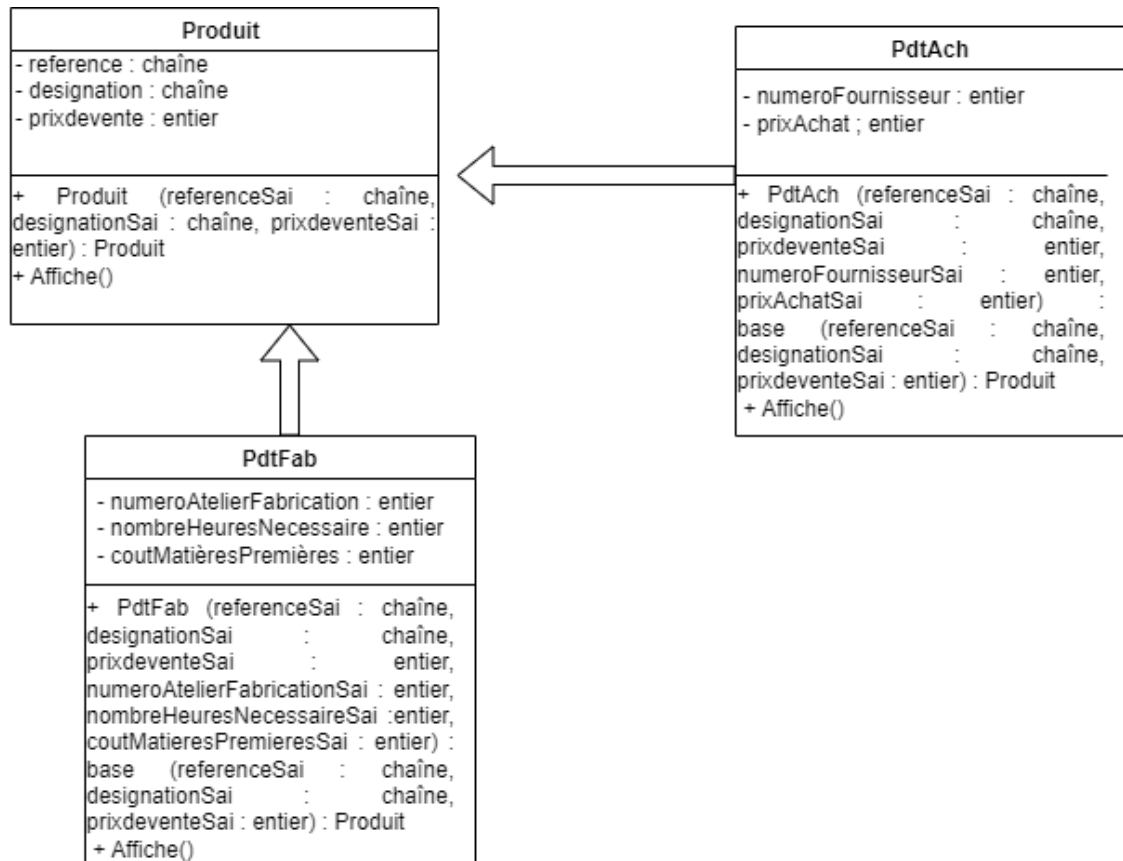 Produit
- reference : chaîne
- designation : chaîne
- prixdevente : entier
+ Produit (referenceSai : chaîne,
designationSai : chaîne, prixdeventeSai :
entier) : Produit
+ Affiche()
PdtAch
- numeroFournisseur : entier
- prixAchat ; entier
+ PdtAch (referenceSai : chaîne,
designationSai : chaîne,
prixdeventeSai : entier,
numeroFournisseurSai : entier,
prixAchatSai : entier) :
base (referenceSai : chaîne,
designationSai : chaîne,
prixdeventeSai : entier) : Produit
+ Affiche()
PdtFab
- numeroAtelierFabrication : entier
- nombreHeuresNecessaire : entier
- coutMatièresPremières : entier
+ PdtFab (referenceSai : chaîne,
designationSai : chaîne,
prixdeventeSai : entier,
numeroAtelierFabricationSai : entier,
nombreHeuresNecessaireSai :entier,
coutMatieresPremieresSai : entier) :
base (referenceSai : chaîne,
designationSai : chaîne,
prixdeventeSai : entier) : Produit
+ Affiche()